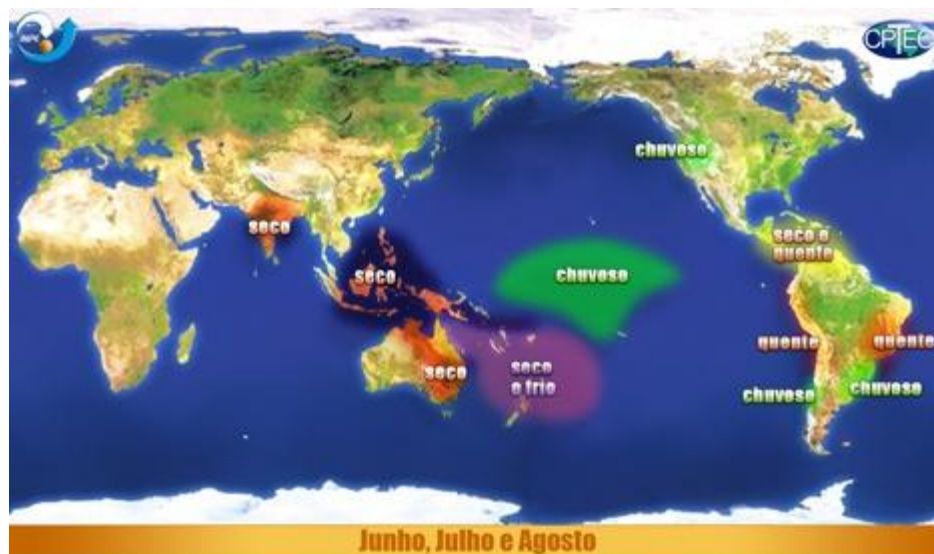 CPTEC
chuvoso
seco
seco e
quente
seco
chuvoso
quente
quente
seco
seco
e frio
chuvoso
chuvoso
Junho, Julho e Agosto